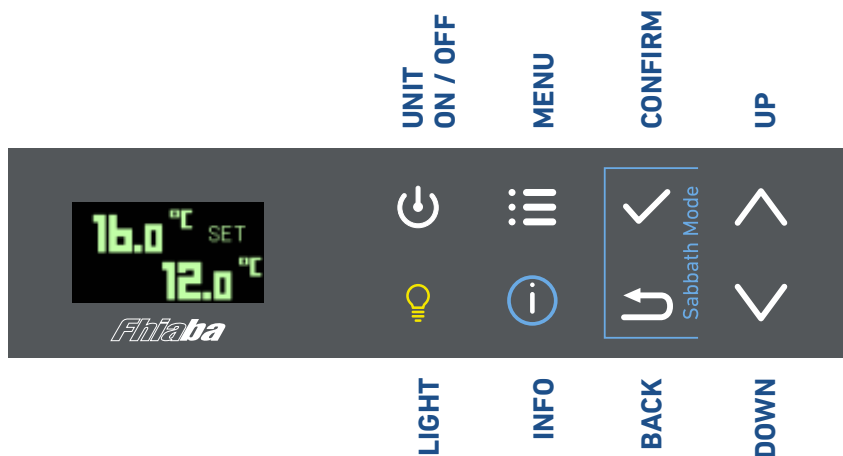 UNIT
ON / OFF
MENU
CONFIRM
UP
16.0 °C SET
12.0 °C
Fhiaba
Sabbath Mode
LIGHT
INFO
BACK
DOWN